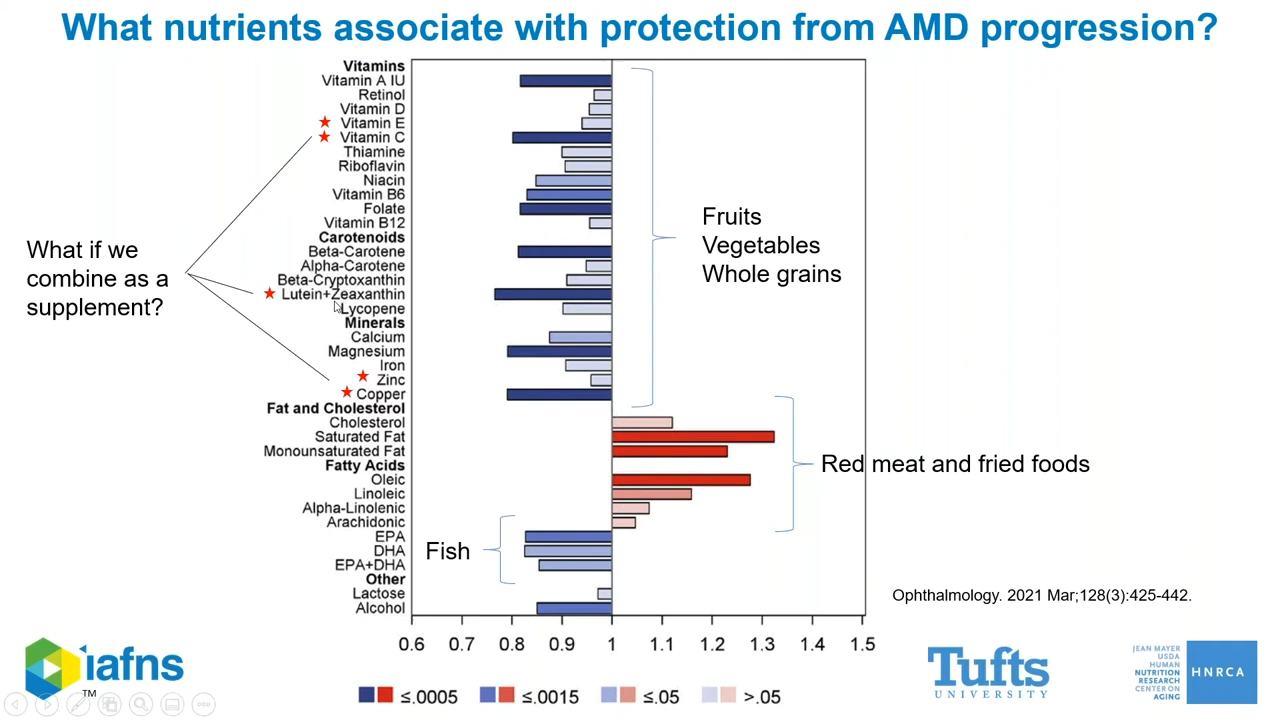 What nutrients associate with protection from AMD progression?
Vitamins
Vitamin A IU
Retinol
Vitamin D
Vitamin E
Vitamin C
Thiamine
Riboflavin
Niacin
Vitamin B6
Folate
Vitamin B12
Carotenoids
Beta-Carotene
Alpha-Carotene
Beta-Cryptoxanthin
Lutein+Zeaxanthin
Lycopene
Minerals
Calcium
Magnesium
Iron
Zinc
Copper
Fat and Cholesterol
Cholesterol
Saturated Fat
Monounsaturated Fat
Fatty Acids
Oleic
Linoleic
Alpha-Linolenic
Arachidonic
EPA
DHA
EPA+DHA
Other
Lactose
Alcohol
What if we
combine as a
supplement?
Fruits
Vegetables
Whole grains
Red meat and fried foods
Fish
Ophthalmology. 2021 Mar;128(3):425-442.
0.6 0.7 0.8 0.9 1 1.1 1.2 1.3 1.4 1.5
≤.0005 ≤.0015 ≤.05 >.05
iafns
TM
Tufts
UNIVERSITY
JEAN MAYER
USDA
HUMAN
NUTRITION
RESEARCH
CENTER ON
AGING
HNRCA